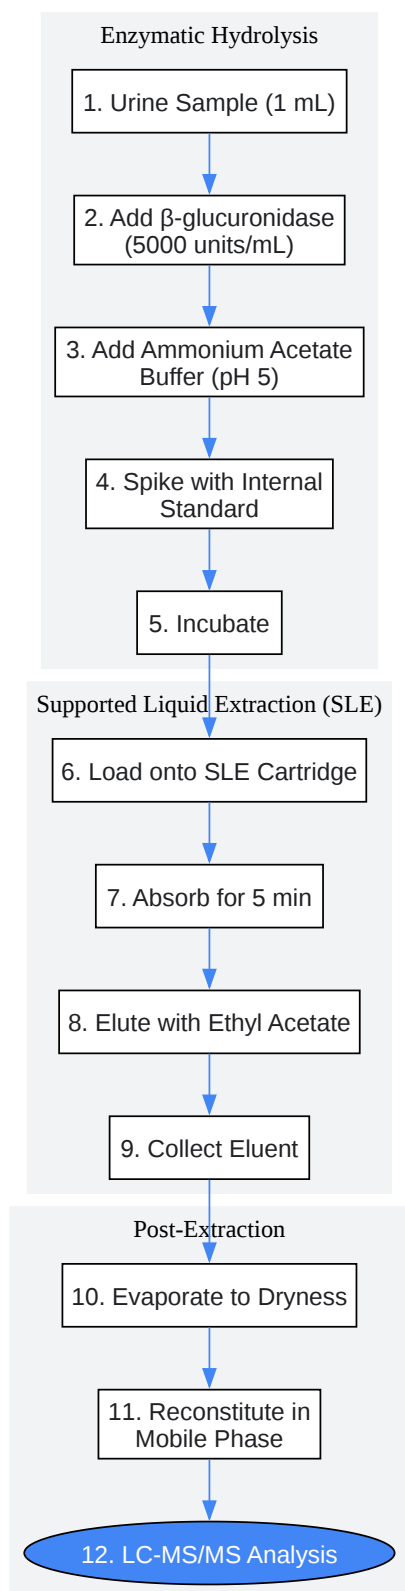 Enzymatic Hydrolysis
1. Urine Sample (1 mL)
2. Add β-glucuronidase
(5000 units/mL)
3. Add Ammonium Acetate
Buffer (pH 5)
4. Spike with Internal
Standard
5. Incubate
Supported Liquid Extraction (SLE)
6. Load onto SLE Cartridge
7. Absorb for 5 min
8. Elute with Ethyl Acetate
9. Collect Eluent
Post-Extraction
10. Evaporate to Dryness
11. Reconstitute in
Mobile Phase
12. LC-MS/MS Analysis